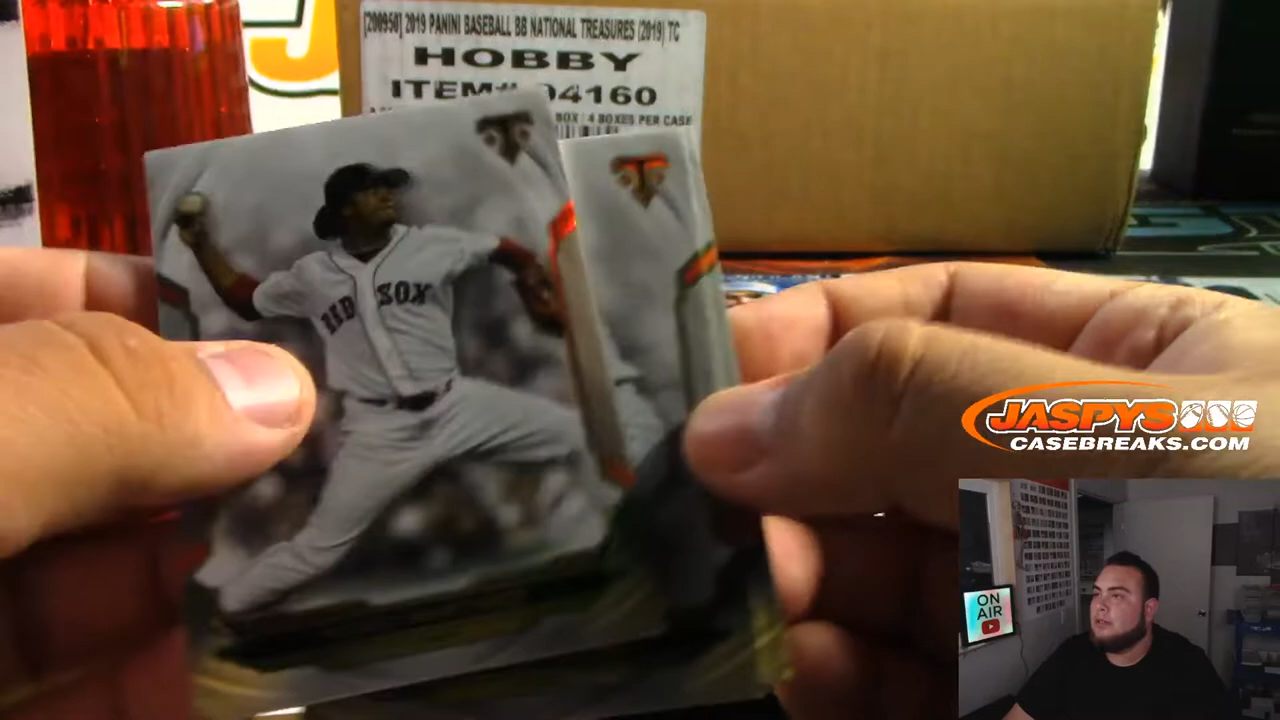 [200950] 2019 PANINI BASEBALL BB NATIONAL TREASURES (2019) TC
HOBBY
ITEM# 04160
BOX : 4 BOXES PER CASE
RED SOX
JASPYS
CASEBREAKS.COM
ON
AIR